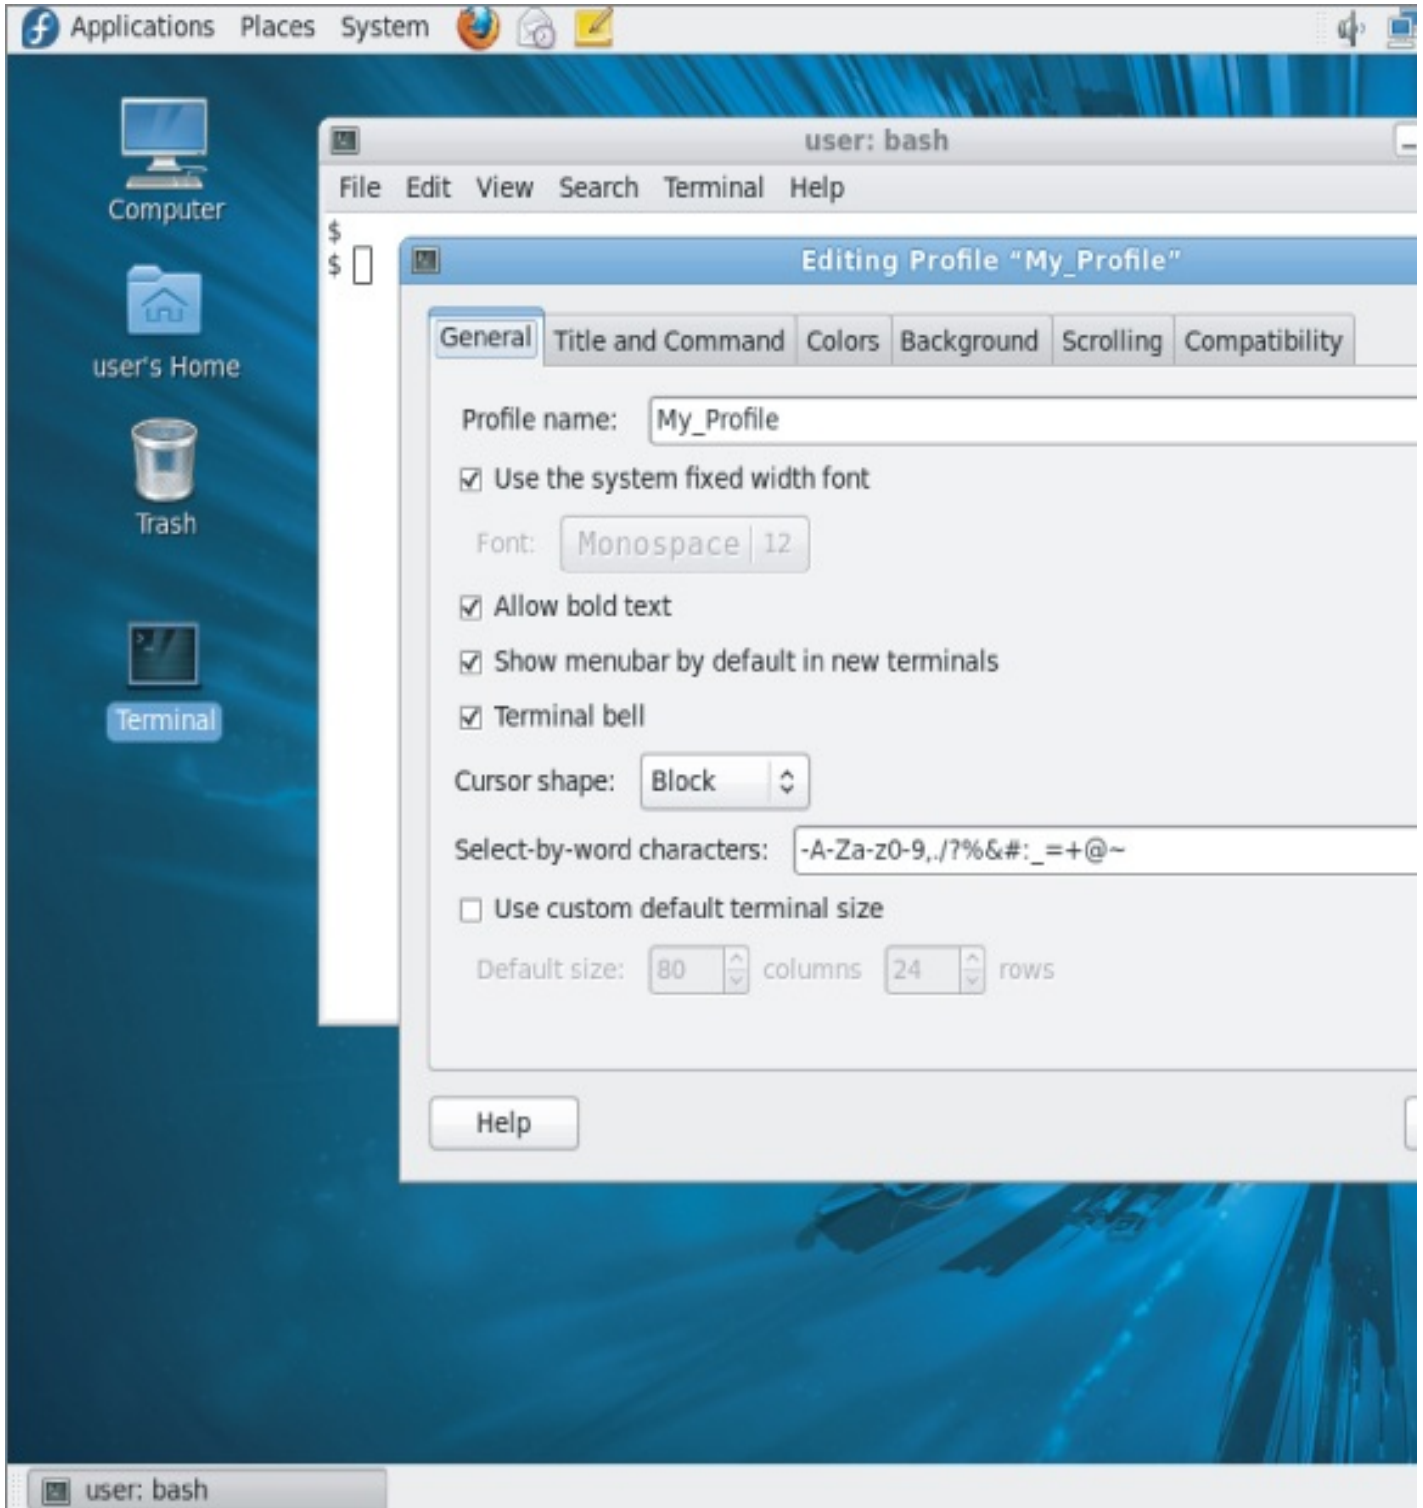 Applications Places System
Computer
user's Home
Trash
Terminal
user: bash
File Edit View Search Terminal Help
$
$
Editing Profile “My_Profile”
General Title and Command Colors Background Scrolling Compatibility
Profile name: My_Profile
Use the system fixed width font
Font: Monospace 12
Allow bold text
Show menubar by default in new terminals
Terminal bell
Cursor shape: Block
Select-by-word characters: -A-Za-z0-9,./?%&#:_=+@~
Use custom default terminal size
Default size: 80 columns 24 rows
Help
user: bash